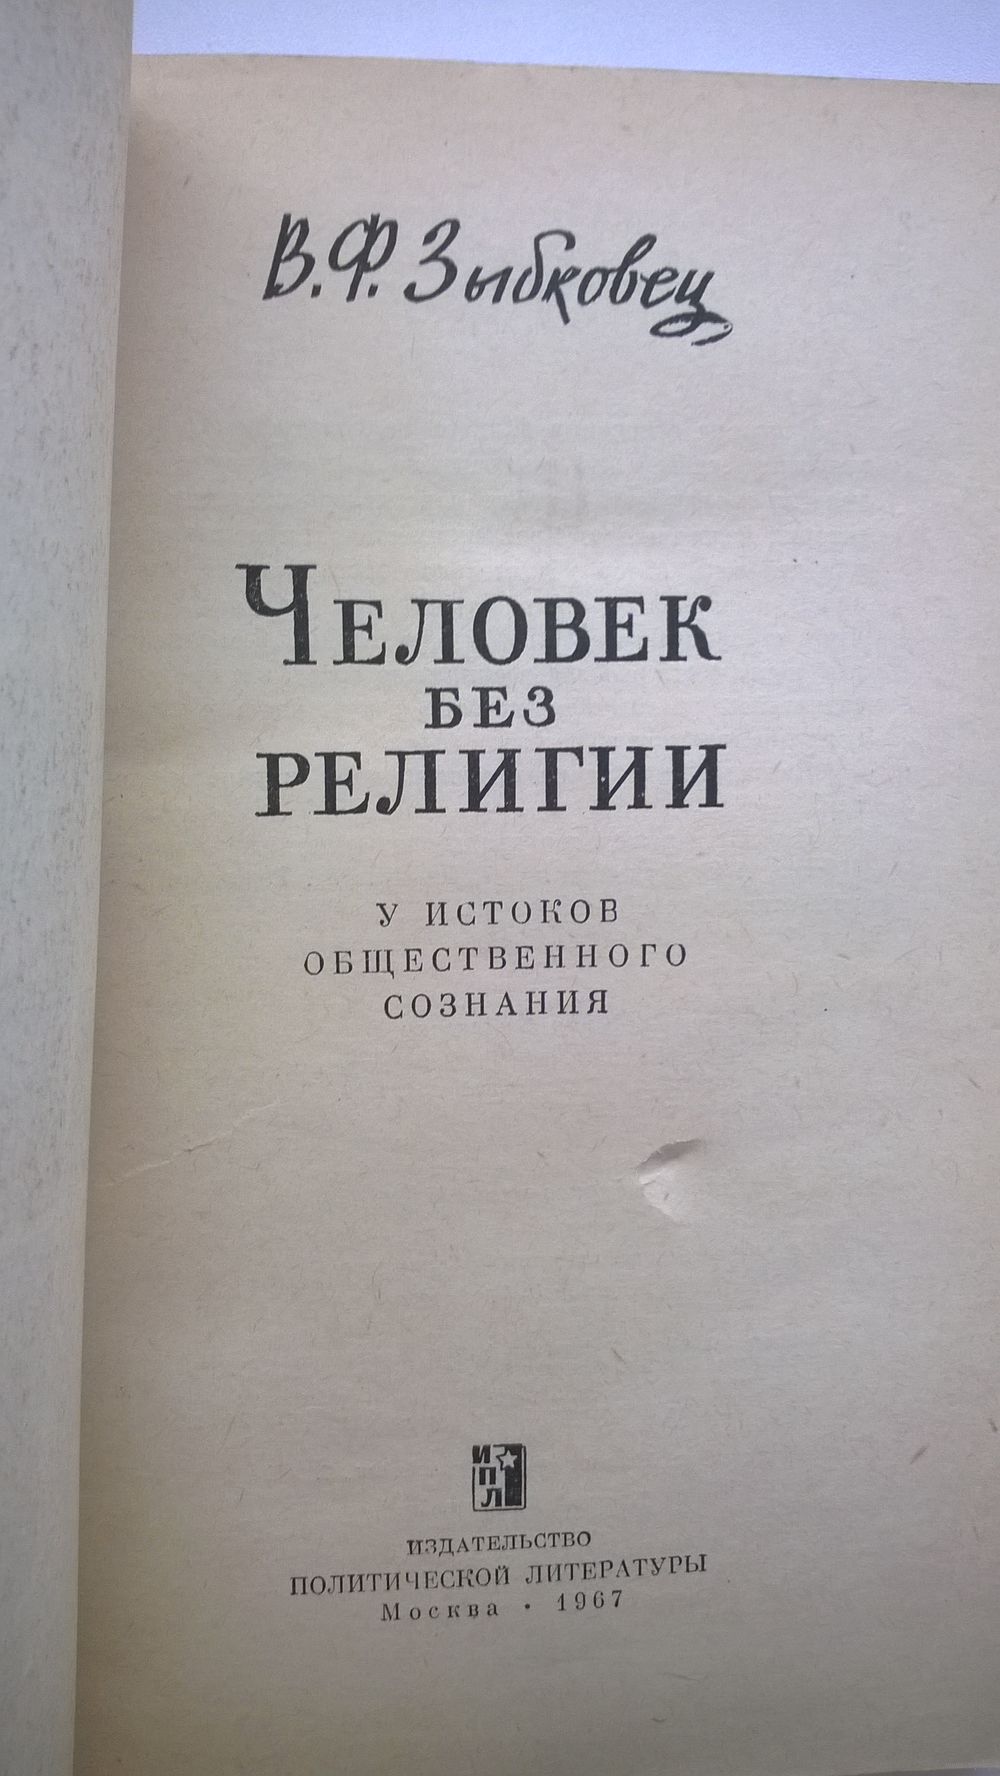 В.Ф. Зыбковец
ЧЕЛОВЕК
БЕЗ
РЕЛИГИИ
У ИСТОКОВ
ОБЩЕСТВЕННОГО
СОЗНАНИЯ
И
П
Л
ИЗДАТЕЛЬСТВО
ПОЛИТИЧЕСКОЙ ЛИТЕРАТУРЫ
Москва · 1967